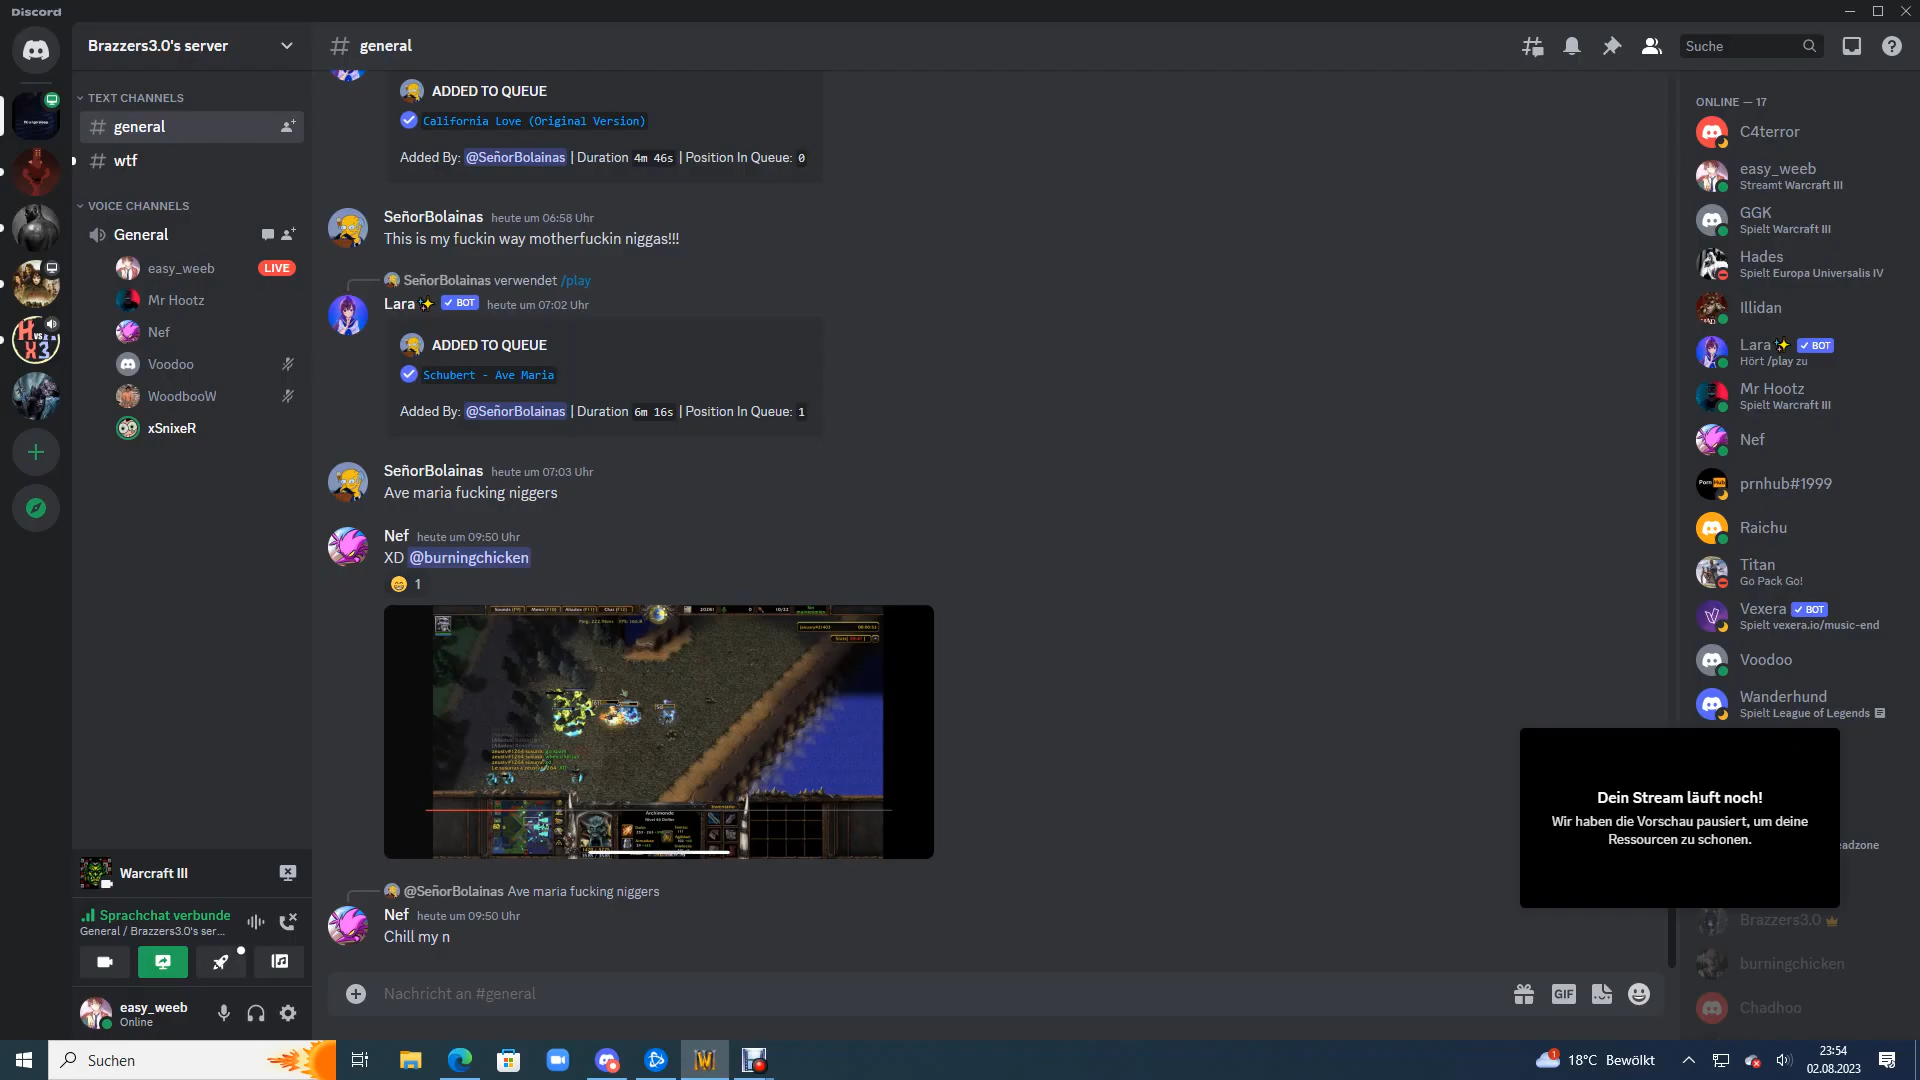 Discord
Brazzers3.0's server
general
Suche
TEXT CHANNELS
general
wtf
VOICE CHANNELS
General
easy_weeb
LIVE
Mr Hootz
Nef
Voodoo
WoodbooW
xSnixeR
ADDED TO QUEUE
California Love (Original Version)
Added By: @SeñorBolainas | Duration 4m 46s | Position In Queue: 0
SeñorBolainas heute um 06:58 Uhr
This is my fuckin way motherfuckin niggas!!!
SeñorBolainas verwendet /play
Lara✨ ✓ BOT heute um 07:02 Uhr
ADDED TO QUEUE
Schubert - Ave Maria
Added By: @SeñorBolainas | Duration 6m 16s | Position In Queue: 1
SeñorBolainas heute um 07:03 Uhr
Ave maria fucking niggers
Nef heute um 09:50 Uhr
XD @burningchicken
1
@SeñorBolainas Ave maria fucking niggers
Nef heute um 09:50 Uhr
Chill my n
Nachricht an #general
GIF
ONLINE — 17
C4terror
easy_weeb
Streamt Warcraft III
GGK
Spielt Warcraft III
Hades
Spielt Europa Universalis IV
Illidan
Lara✨ ✓ BOT
Hört /play zu
Mr Hootz
Spielt Warcraft III
Nef
prnhub#1999
Raichu
Titan
Go Pack Go!
Vexera ✓ BOT
Spielt vexera.io/music-end
Voodoo
Wanderhund
Spielt League of Legends
Dein Stream läuft noch!
Wir haben die Vorschau pausiert, um deine
Ressourcen zu schonen.
eadzone
Brazzers3.0
burningchicken
Chadhoo
Warcraft III
Sprachchat verbunde
General / Brazzers3.0's ser...
easy_weeb
Online
Suchen
18°C Bewölkt
23:54
02.08.2023